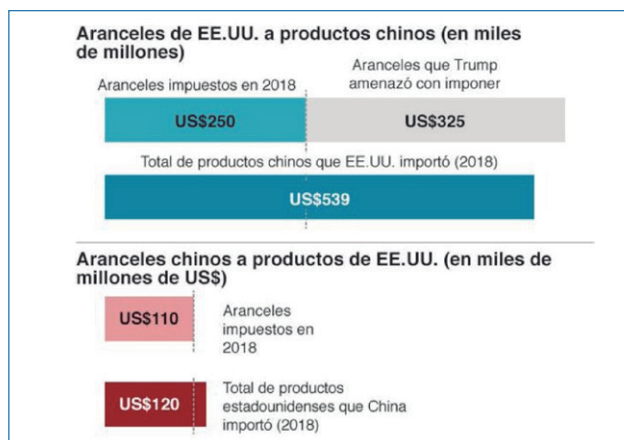 Aranceles de EE.UU. a productos chinos (en miles
de millones)
Aranceles impuestos en 2018
Aranceles que Trump
amenazó con imponer
US$250
US$325
Total de productos chinos que EE.UU. importó (2018)
US$539
Aranceles chinos a productos de EE.UU. (en miles de
millones de US$)
US$110
Aranceles
impuestos en
2018
US$120
Total de productos
estadounidenses que China
importó (2018)